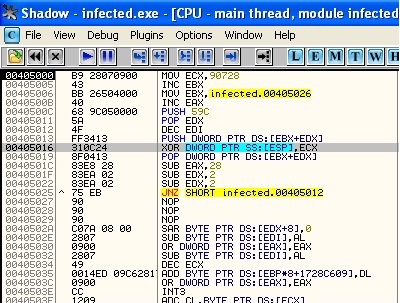 Shadow - infected.exe - [CPU - main thread, module infected
C File View Debug Plugins Options Window Help
L E M T W H
00405000 B9 28070900 MOV ECX,90728
00405005 43 INC EBX
00405006 BB 26504000 MOV EBX,infected.00405026
0040500B 40 INC EAX
0040500C 68 9C050000 PUSH 59C
00405011 5A POP EDX
00405012 4F DEC EDI
00405013 FF3413 PUSH DWORD PTR DS:[EBX+EDX]
00405016 310C24 XOR DWORD PTR SS:[ESP],ECX
00405019 8F0413 POP DWORD PTR DS:[EBX+EDX]
0040501C 83E8 28 SUB EAX,28
0040501F 83EA 02 SUB EDX,2
00405022 83EA 02 SUB EDX,2
00405025 ^ 75 EB JNZ SHORT infected.00405012
00405027 90 NOP
00405028 90 NOP
00405029 90 NOP
0040502A C07A 08 00 SAR BYTE PTR DS:[EDX+8],0
0040502E 2807 SUB BYTE PTR DS:[EDI],AL
00405030 0900 OR DWORD PTR DS:[EAX],EAX
00405032 2807 SUB BYTE PTR DS:[EDI],AL
00405034 49 DEC ECX
00405035 0014ED 09C62817 ADD BYTE PTR DS:[EBP*8+1728C609],DL
0040503C 0900 OR DWORD PTR DS:[EAX],EAX
0040503E CC INT3
0040503F 1209 ADC CL,BYTE PTR DS:[ECX]